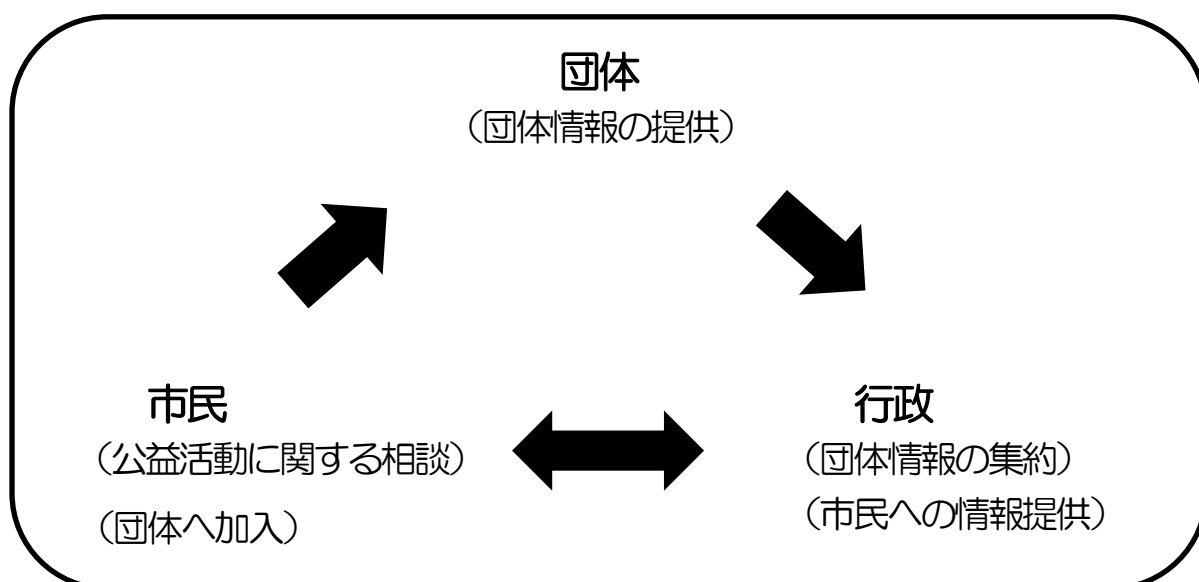 団体
（団体情報の提供）
市民
（公益活動に関する相談）
（団体へ加入）
行政
（団体情報の集約）
（市民への情報提供）